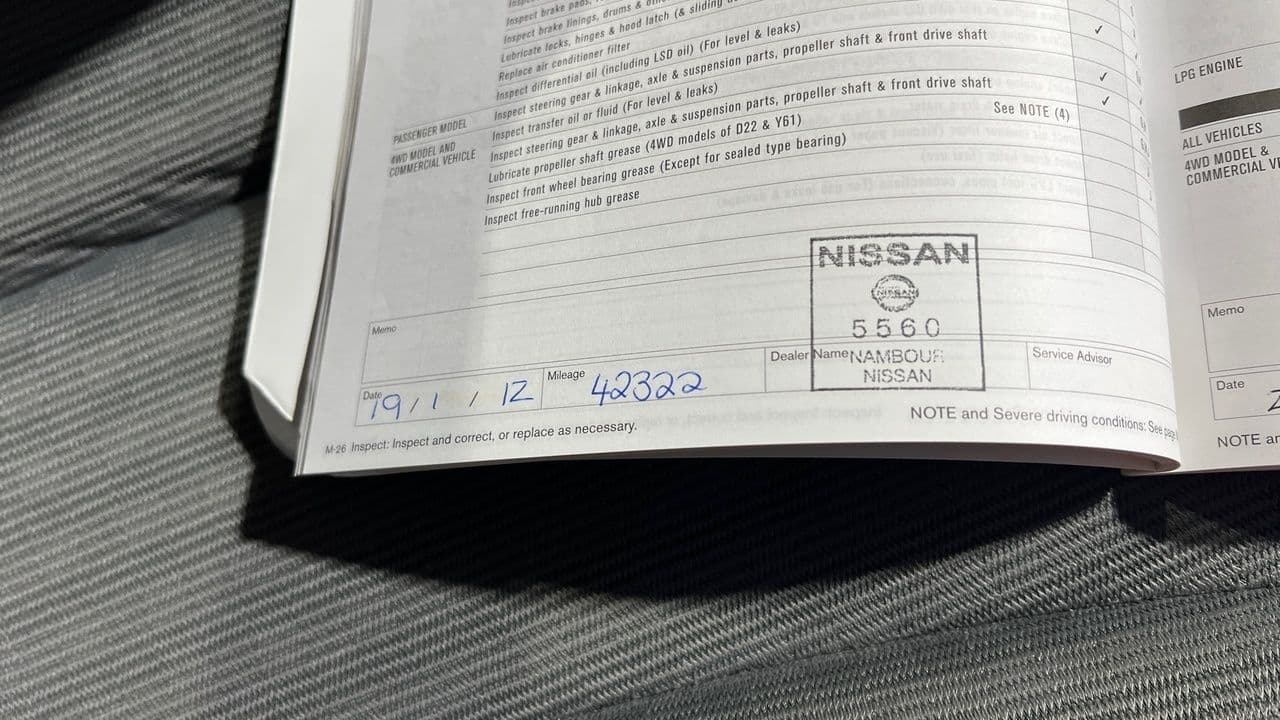 Inspect brake pads,
Inspect brake linings, drums &
Lubricate locks, hinges & hood latch (& sliding
Replace air conditioner filter
Inspect differential oil (including LSD oil) (For level & leaks)
✓
PASSENGER MODEL
Inspect steering gear & linkage, axle & suspension parts, propeller shaft & front drive shaft
4WD MODEL AND
COMMERCIAL VEHICLE
Inspect transfer oil or fluid (For level & leaks)
✓
Inspect steering gear & linkage, axle & suspension parts, propeller shaft & front drive shaft
✓
Lubricate propeller shaft grease (4WD models of D22 & Y61)
See NOTE (4)
Inspect front wheel bearing grease (Except for sealed type bearing)
Inspect free-running hub grease
Memo
Date 19/1/12
Mileage 42322
Dealer Name
NISSAN
NISSAN
5560
NAMBOUR
NISSAN
Service Advisor
M-26 Inspect: Inspect and correct, or replace as necessary.
NOTE and Severe driving conditions: See
LPG ENGINE
ALL VEHICLES
4WD MODEL &
COMMERCIAL
Memo
Date
NOTE